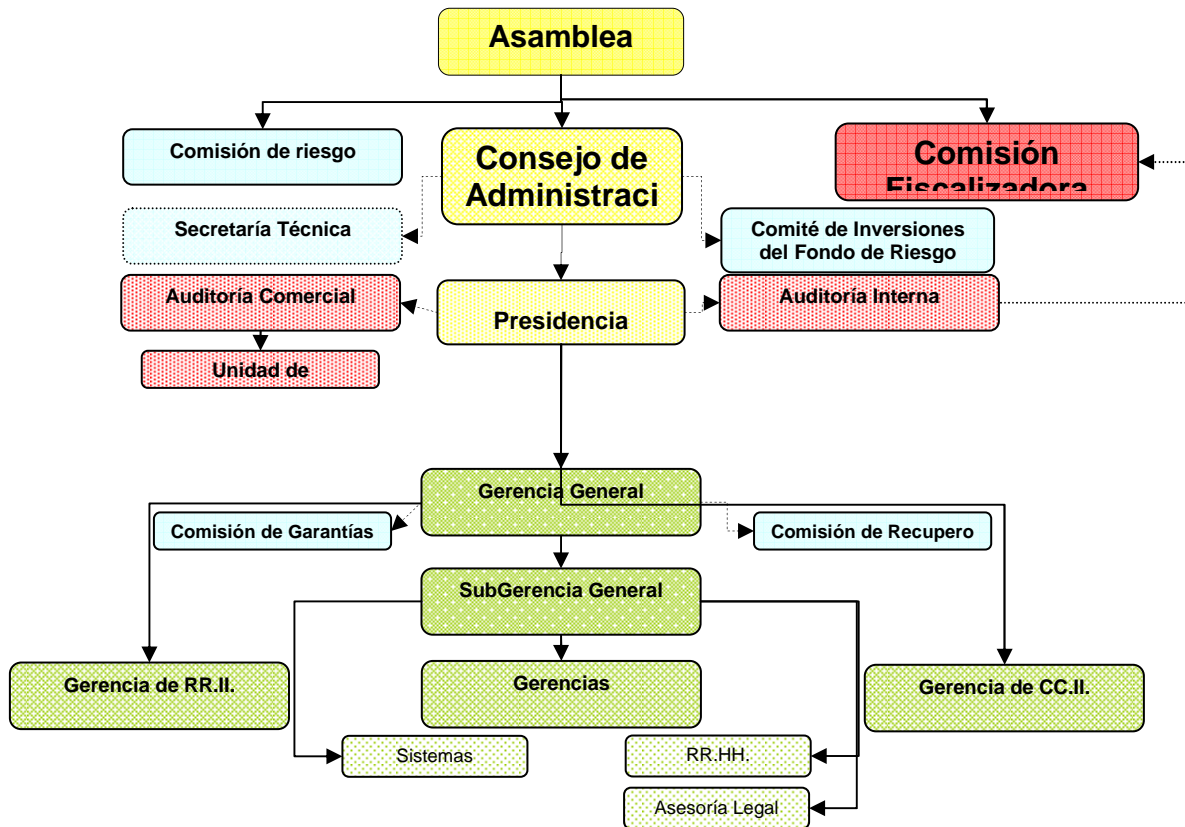 Asamblea
Comisión de riesgo
Consejo de
Administraci
Comisión
Fiscalizadora
Secretaría Técnica
Comité de Inversiones
del Fondo de Riesgo
Auditoría Comercial
Presidencia
Auditoría Interna
Unidad de
Gerencia General
Comisión de Garantías
Comisión de Recupero
SubGerencia General
Gerencia de RR.II.
Gerencias
Gerencia de CC.II.
Sistemas
RR.HH.
Asesoría Legal